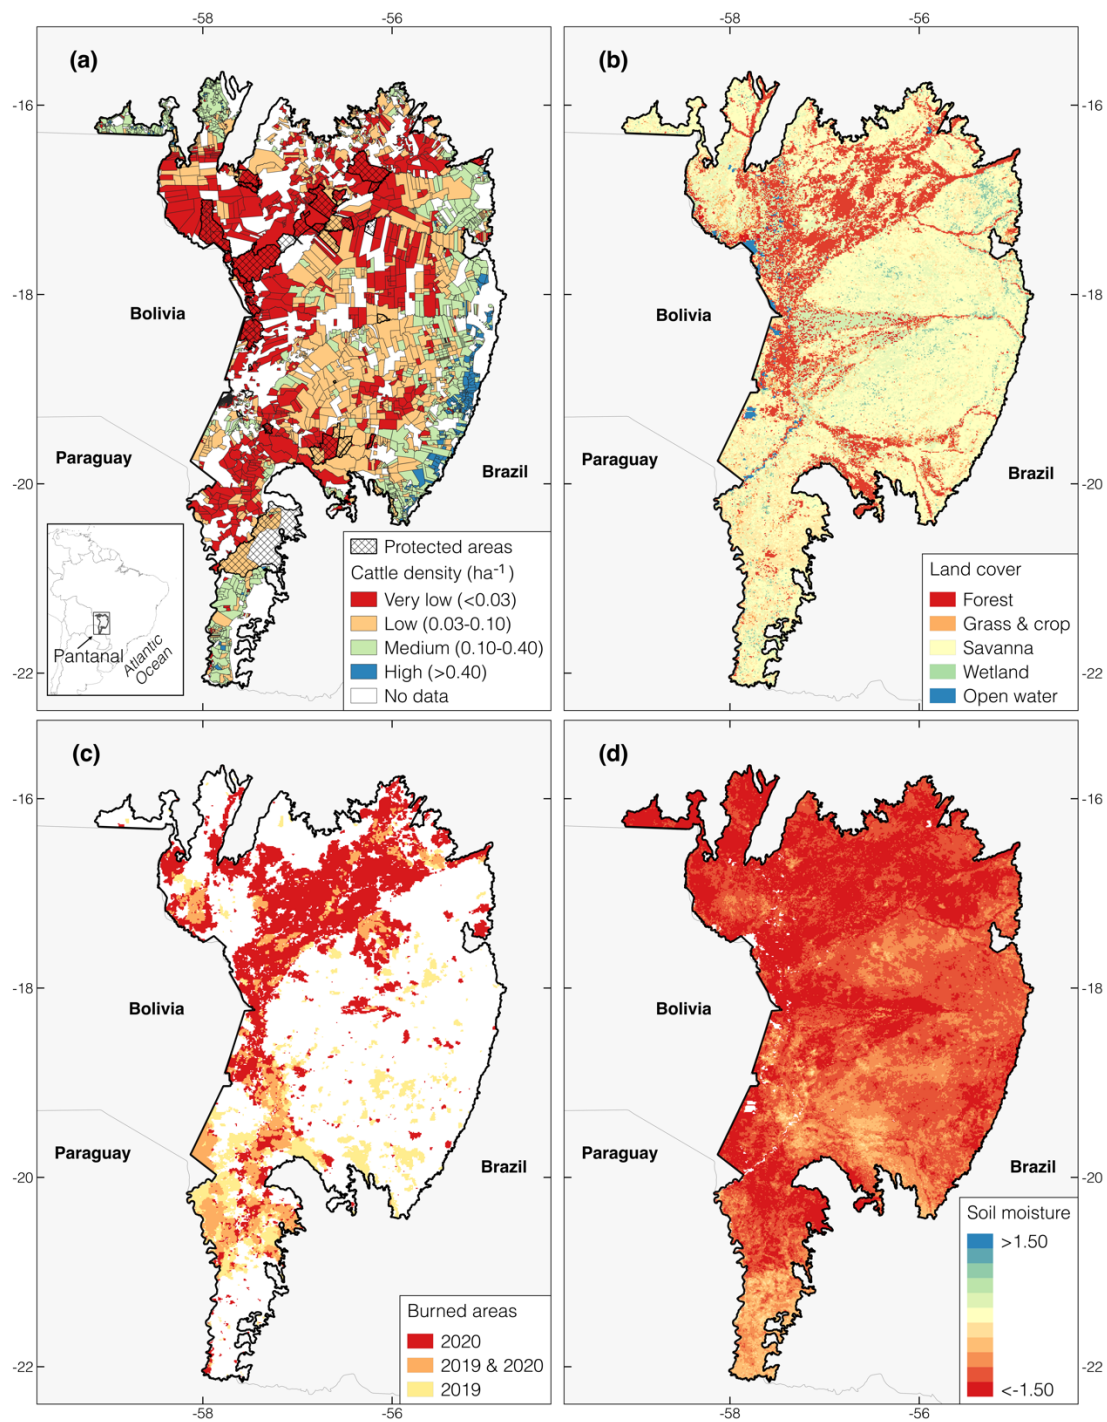 -58
-56
-58
-56
(a)
(b)
-16
-16
Bolivia
Bolivia
-18
-18
Paraguay
Brazil
Paraguay
Brazil
-20
-20
Pantanal
Atlantic
Ocean
Protected areas
Cattle density (ha⁻¹)
Very low (<0.03)
Low (0.03-0.10)
Medium (0.10-0.40)
High (>0.40)
No data
Land cover
Forest
Grass & crop
Savanna
Wetland
Open water
-22
-22
(c)
(d)
-16
-16
Bolivia
Bolivia
-18
-18
Paraguay
Brazil
Paraguay
Brazil
-20
-20
Burned areas
2020
2019 & 2020
2019
Soil moisture
>1.50
<-1.50
-22
-22
-58
-56
-58
-56